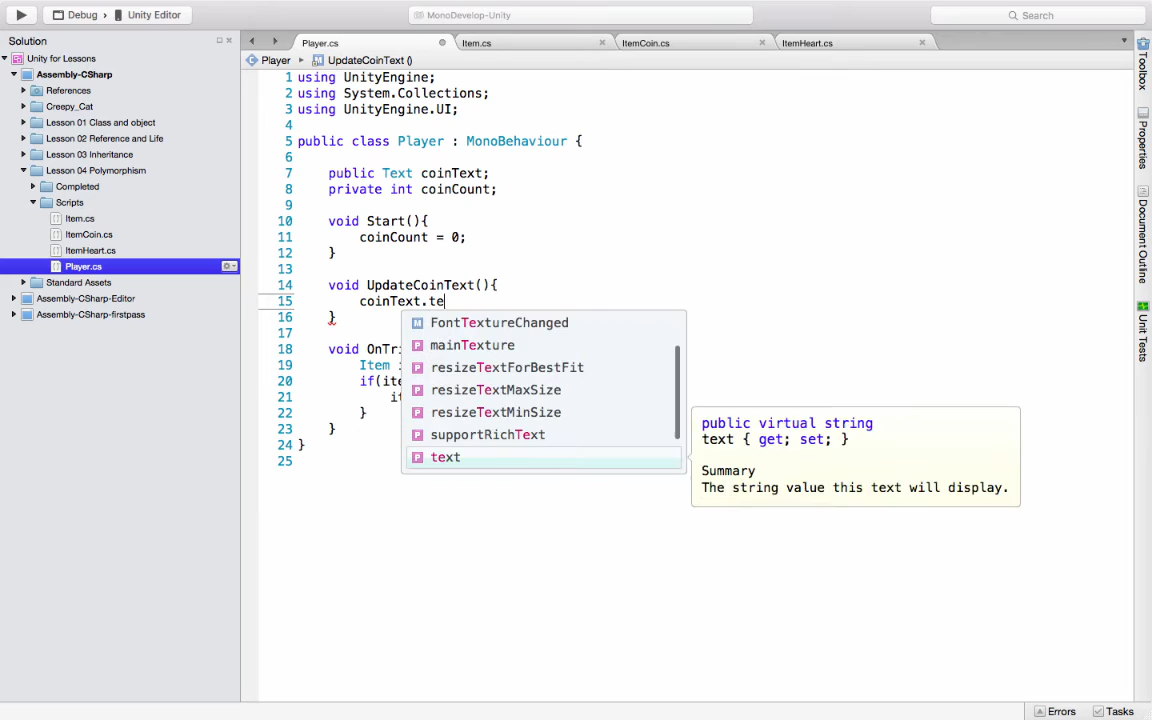 Debug › Unity Editor
MonoDevelop-Unity
Search
Solution
Unity for Lessons
Assembly-CSharp
References
Creepy_Cat
Lesson 01 Class and object
Lesson 02 Reference and Life
Lesson 03 Inheritance
Lesson 04 Polymorphism
Completed
Scripts
Item.cs
ItemCoin.cs
ItemHeart.cs
Player.cs
Standard Assets
Assembly-CSharp-Editor
Assembly-CSharp-firstpass
Player.cs Item.cs ItemCoin.cs ItemHeart.cs
Player UpdateCoinText ()
1 using UnityEngine;
2 using System.Collections;
3 using UnityEngine.UI;
4
5 public class Player : MonoBehaviour {
6
7 public Text coinText;
8 private int coinCount;
9
10 void Start(){
11 coinCount = 0;
12 }
13
14 void UpdateCoinText(){
15 coinText.te
16 }
17
18 void OnTri
19 Item i
20 if(ite
21 it
22 }
23 }
24 }
25
FontTextureChanged
mainTexture
resizeTextForBestFit
resizeTextMaxSize
resizeTextMinSize
supportRichText
text
public virtual string
text { get; set; }
Summary
The string value this text will display.
Toolbox
Properties
Document Outline
Unit Tests
Errors Tasks